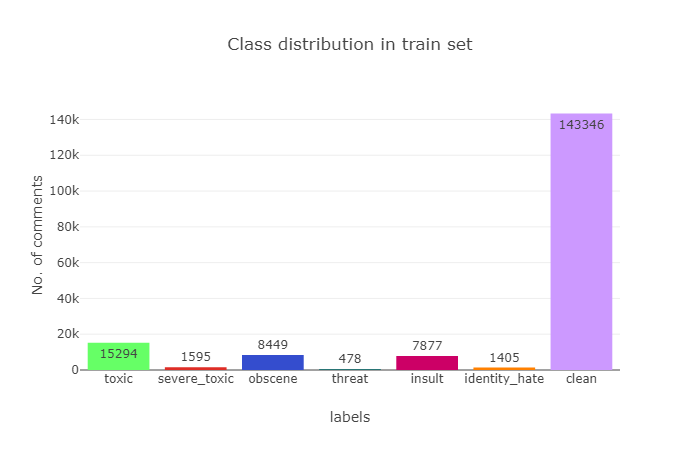 Class distribution in train set
No. of comments
140k
120k
100k
80k
60k
40k
20k
0
15294
1595
8449
478
7877
1405
143346
toxic severe_toxic obscene threat insult identity_hate clean
labels